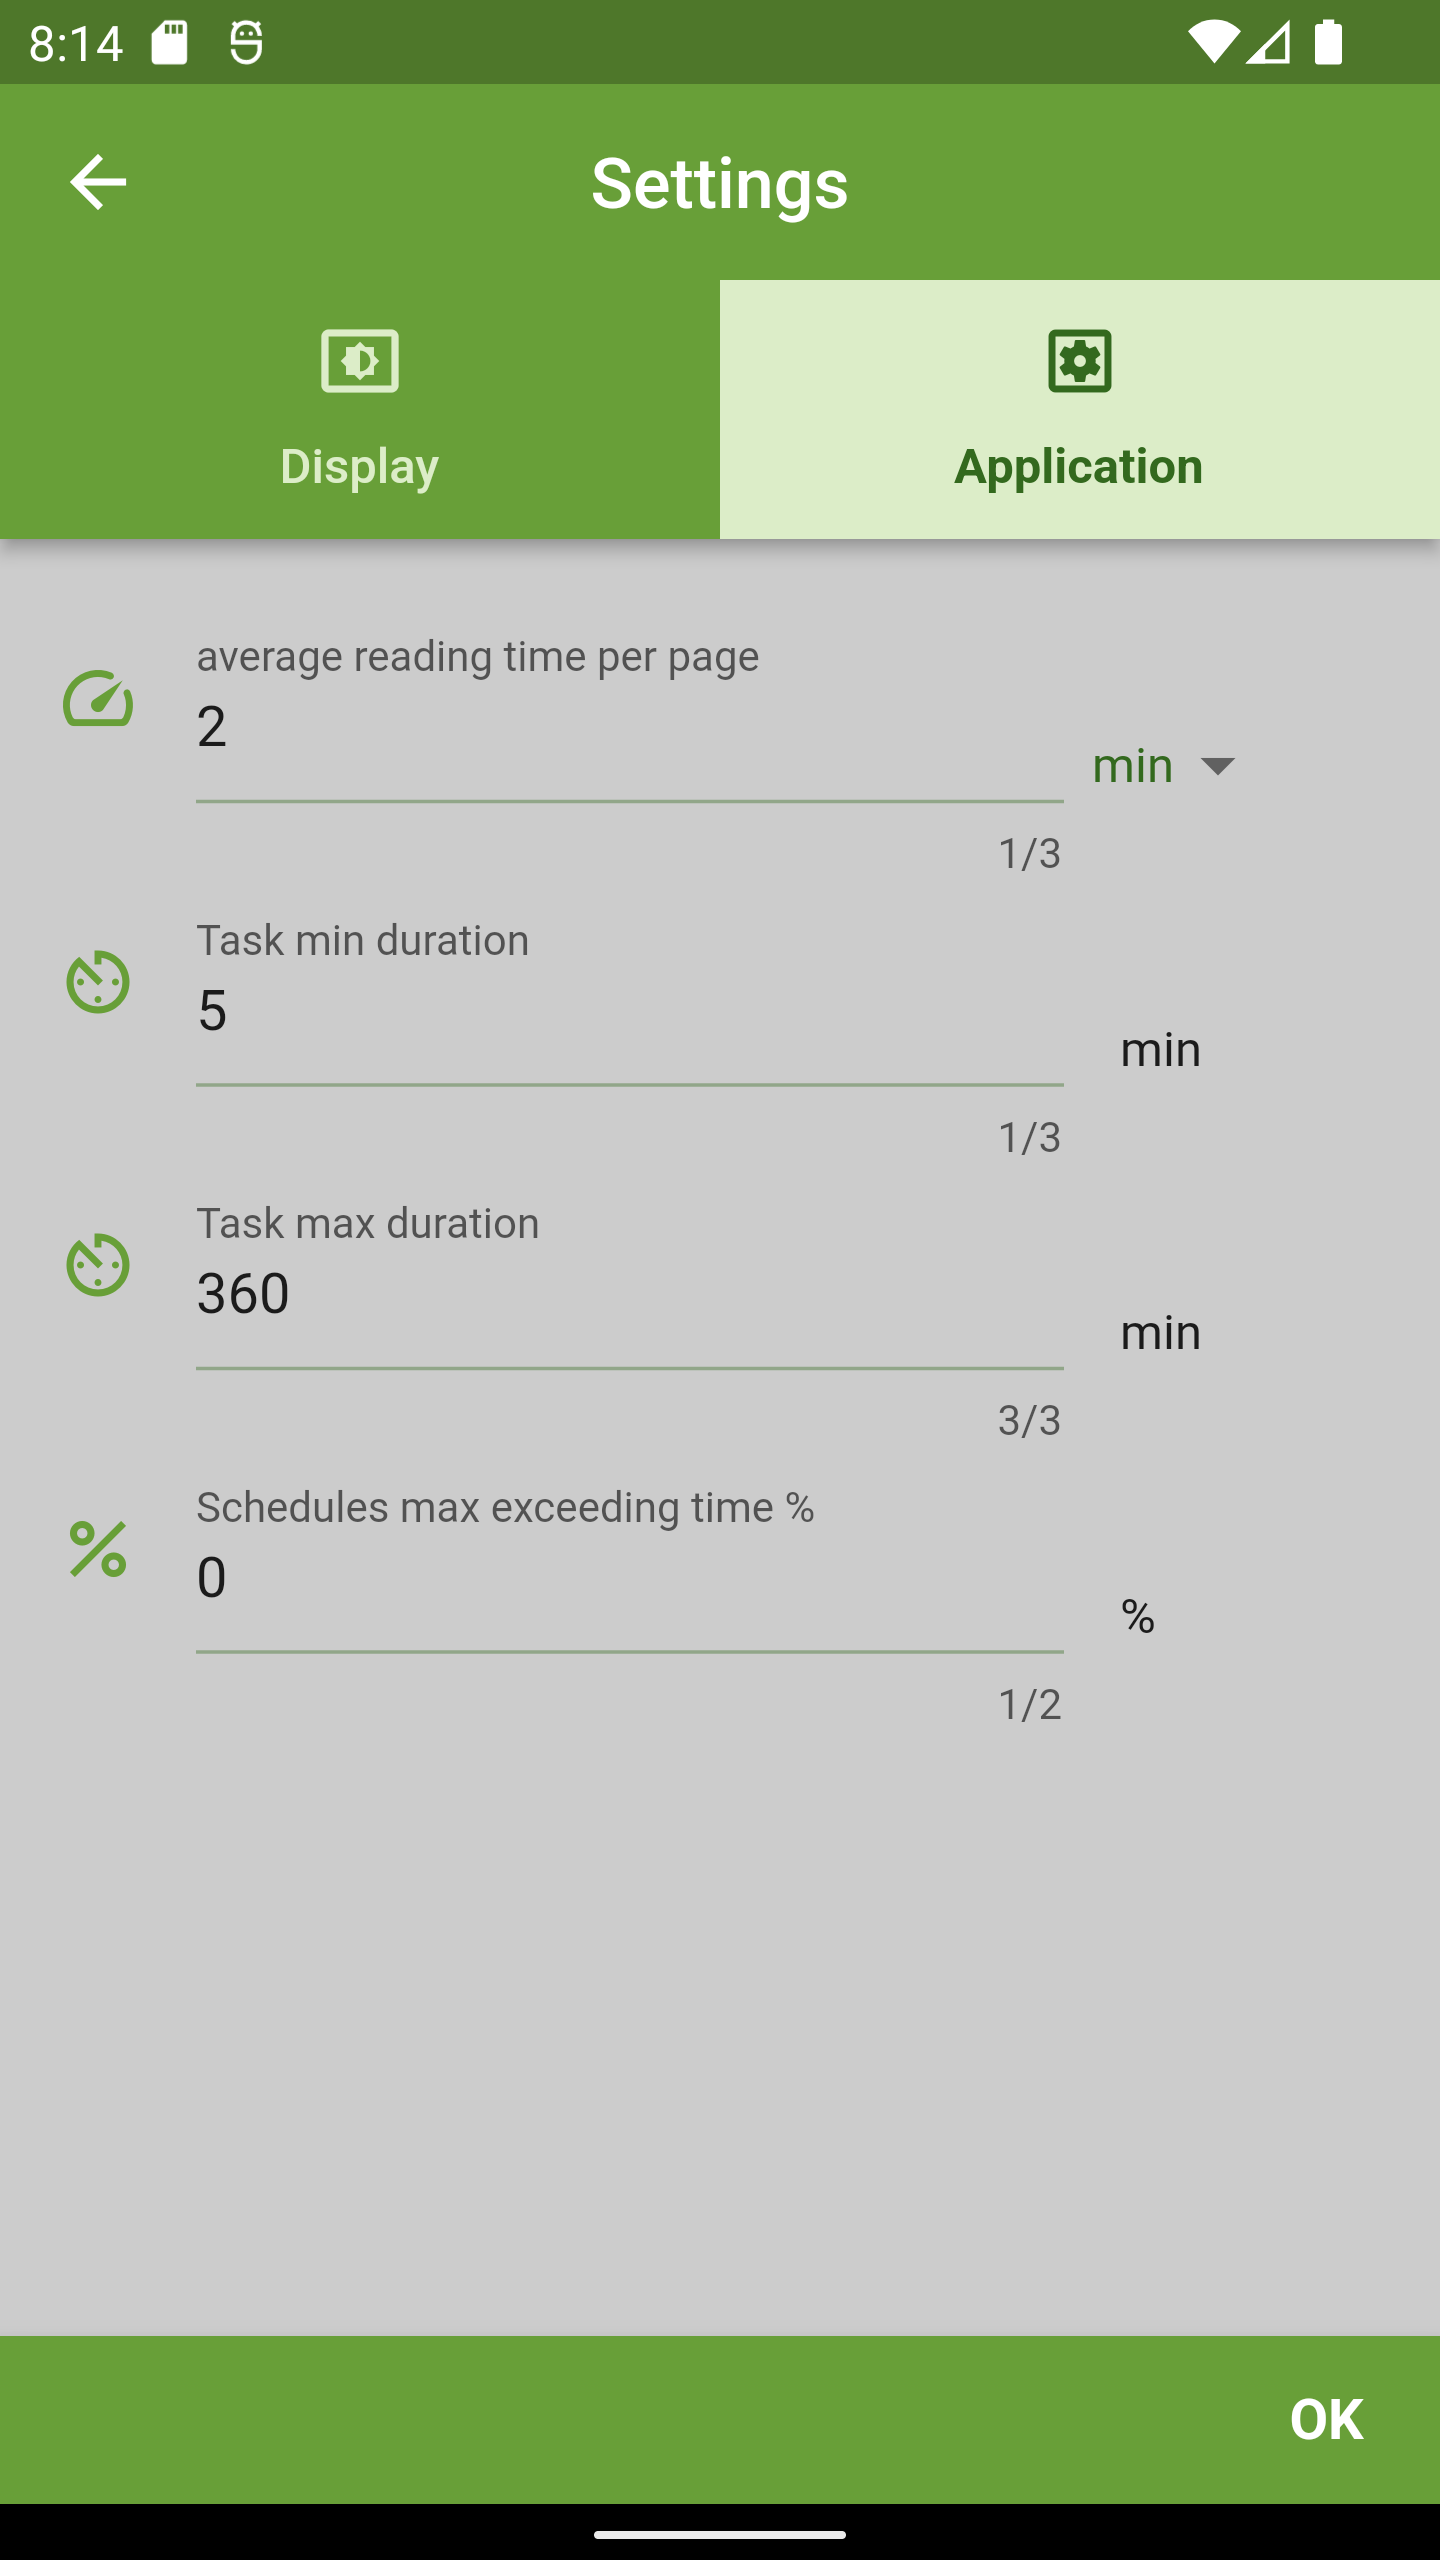 8:14
Settings
Display
Application
average reading time per page
2
min
1/3
Task min duration
5
min
1/3
Task max duration
360
min
3/3
Schedules max exceeding time %
0
%
1/2
OK